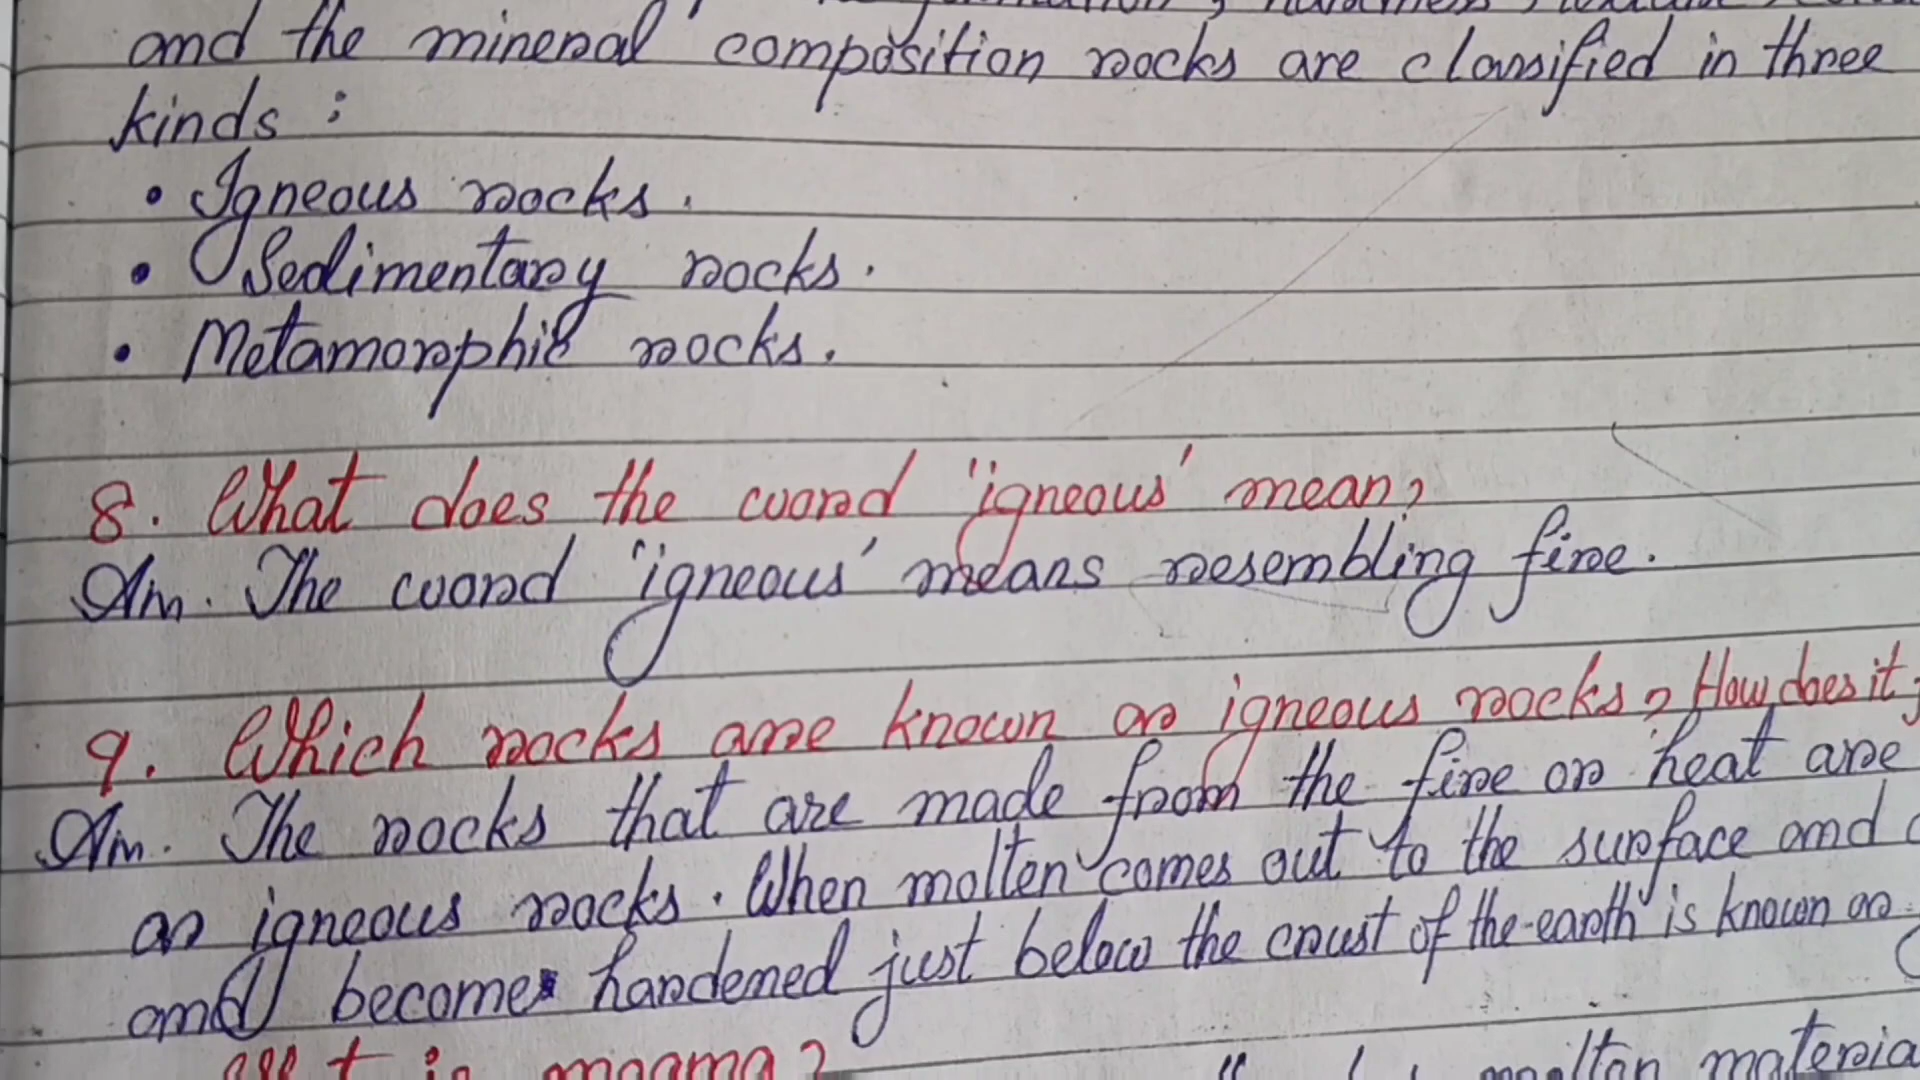 and the mineral composition rocks are classified in three
kinds :
• Igneous rocks.
• Sedimentary rocks.
• Metamorphic rocks.
8. What does the word 'igneous' mean?
Ans. The word 'igneous' means resembling fire.
9. Which rocks are known as igneous rocks? How does it
Ans. The rocks that are made from the fire or heat are
as igneous rocks. When molten comes out to the surface and
and becomes hardened just below the crust of the earth is known as
is magma?
molten